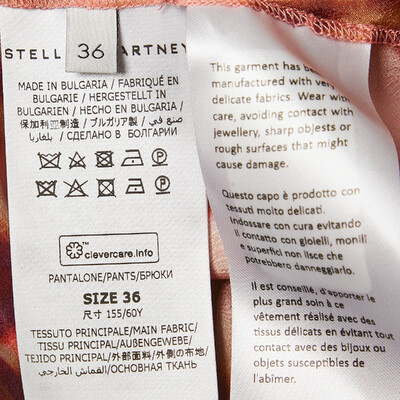 STELL
36
ARTNEY
MADE IN BULGARIA / FABRIQUÉ EN
BULGARIE / HERGESTELLT IN
BULGARIEN / HECHO EN BULGARIA
保加利亚制造 / ブルガリア製 / صنع في
بلغاريا / СДЕЛАНО В БОЛГАРИИ
clevercare.info
PANTALONE/PANTS/БРЮКИ
SIZE 36
尺寸 155/60Y
TESSUTO PRINCIPALE/MAIN FABRIC/
TISSU PRINCIPAL/AUßENGEWEBE/
TEJIDO PRINCIPAL/外部面料/外側の布地/
القماش الخارجي/ОСНОВНАЯ ТКАНЬ
This garment has be
manufactured with very
delicate fabrics. Wear with
care, avoiding contact with
jewellery, sharp objests or
rough surfaces that might
cause damage.
Questo capo è prodotto con
tessuti molto delicati.
Indossare con cura evitando
il contatto con gioielli, monili
e superfici non lisce che
potrebbero danneggiarlo.
Il est conseillé, d'apporter le
plus grand soin à ce
vêtement réalisé avec des
tissus délicats en évitant tout
contact avec des bijoux ou
objets susceptibles de
l'abîmer.